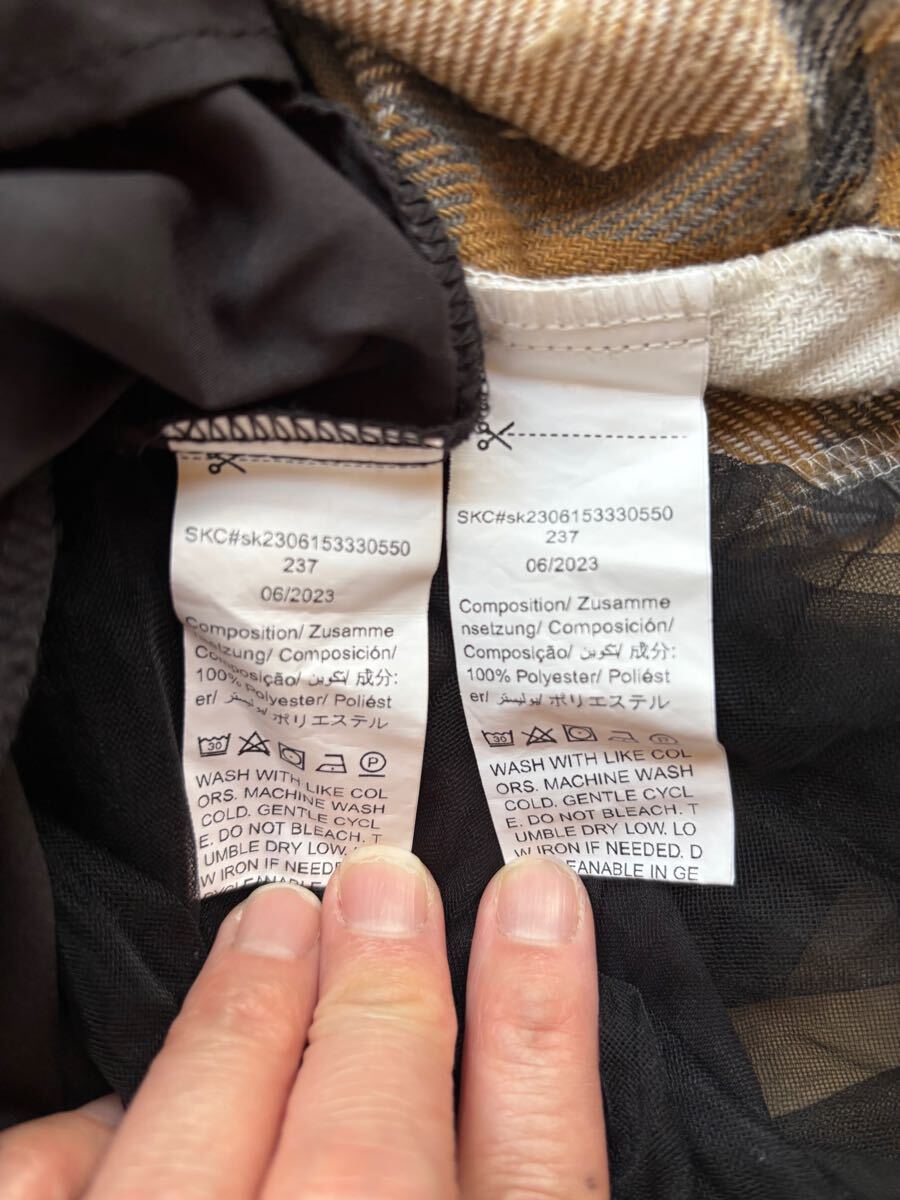 SKC#sk2306153330550
237
06/2023
Composition/ Zusamme
nsetzung/ Composición/
Composição/ تكوين/ 成分:
100% Polyester/ Poliést
er/ بوليستر/ ポリエステル
30
WASH WITH LIKE COL
ORS. MACHINE WASH
COLD. GENTLE CYCL
E. DO NOT BLEACH. T
UMBLE DRY LOW.
W IRON IF NEED
SKC#sk2306153330550
237
06/2023
Composition/ Zusamme
nsetzung/ Composición/
Composição/ تكوين/ 成分:
100% Polyester/ Poliést
er/ بوليستر/ ポリエステル
30
WASH WITH LIKE COL
ORS. MACHINE WASH
COLD. GENTLE CYCL
E. DO NOT BLEACH. T
UMBLE DRY LOW. LO
W IRON IF NEEDED. D
EANABLE IN GE